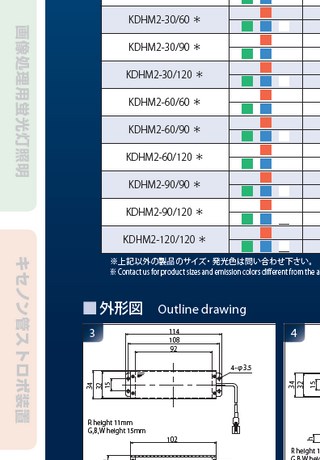 画像処理用蛍光灯照明
キセノン管ストロボ装置
KDHM2-30/60 ＊
KDHM2-30/90 ＊
KDHM2-30/120 ＊
KDHM2-60/60 ＊
KDHM2-60/90 ＊
KDHM2-60/120 ＊
KDHM2-90/90 ＊
KDHM2-90/120 ＊
KDHM2-120/120 ＊
※上記以外の製品のサイズ・発光色は問い合わせ下さい。
※ Contact us for product sizes and emission colors different from the a
外形図 Outline drawing
3
114
108
92
4-φ3.5
34
32
15
R height 11mm
G,B,W height 15mm
102
4
34
32
15
R height
G,B,W he